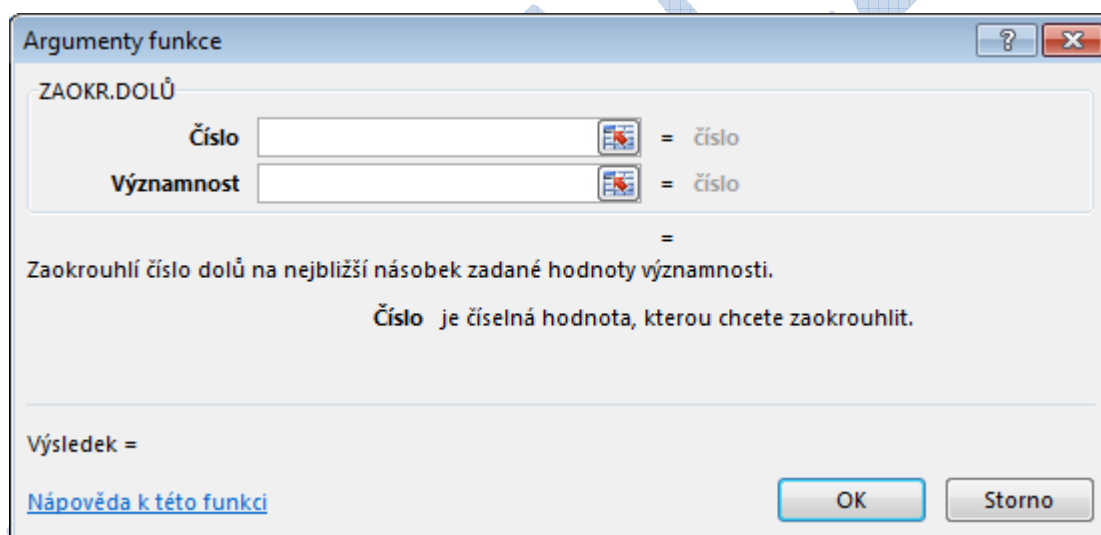 Argumenty funkce
ZAOKR.DOLŮ
Číslo = číslo
Významnost = číslo
=
Zaokrouhlí číslo dolů na nejbližší násobek zadané hodnoty významnosti.
Číslo je číselná hodnota, kterou chcete zaokrouhlit.
Výsledek =
Nápověda k této funkci OK Storno